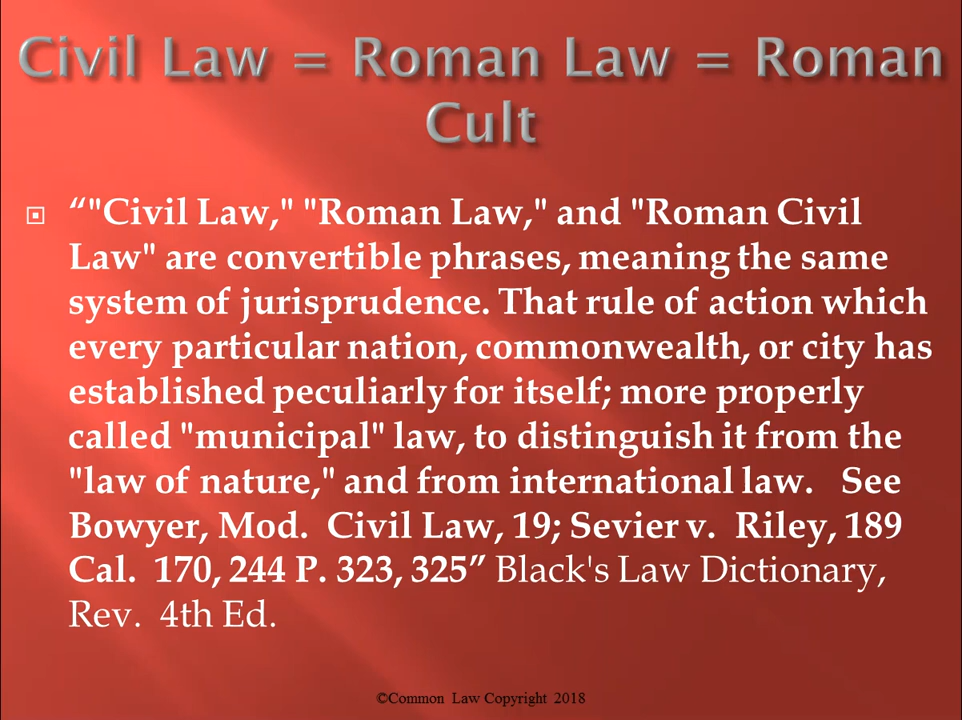 Civil Law = Roman Law = Roman
Cult
“"Civil Law," "Roman Law," and "Roman Civil
Law" are convertible phrases, meaning the same
system of jurisprudence. That rule of action which
every particular nation, commonwealth, or city has
established peculiarly for itself; more properly
called "municipal" law, to distinguish it from the
"law of nature," and from international law.   See
Bowyer, Mod.  Civil Law, 19; Sevier v.  Riley, 189
Cal.  170, 244 P. 323, 325” Black's Law Dictionary,
Rev.  4th Ed.
©Common Law Copyright 2018